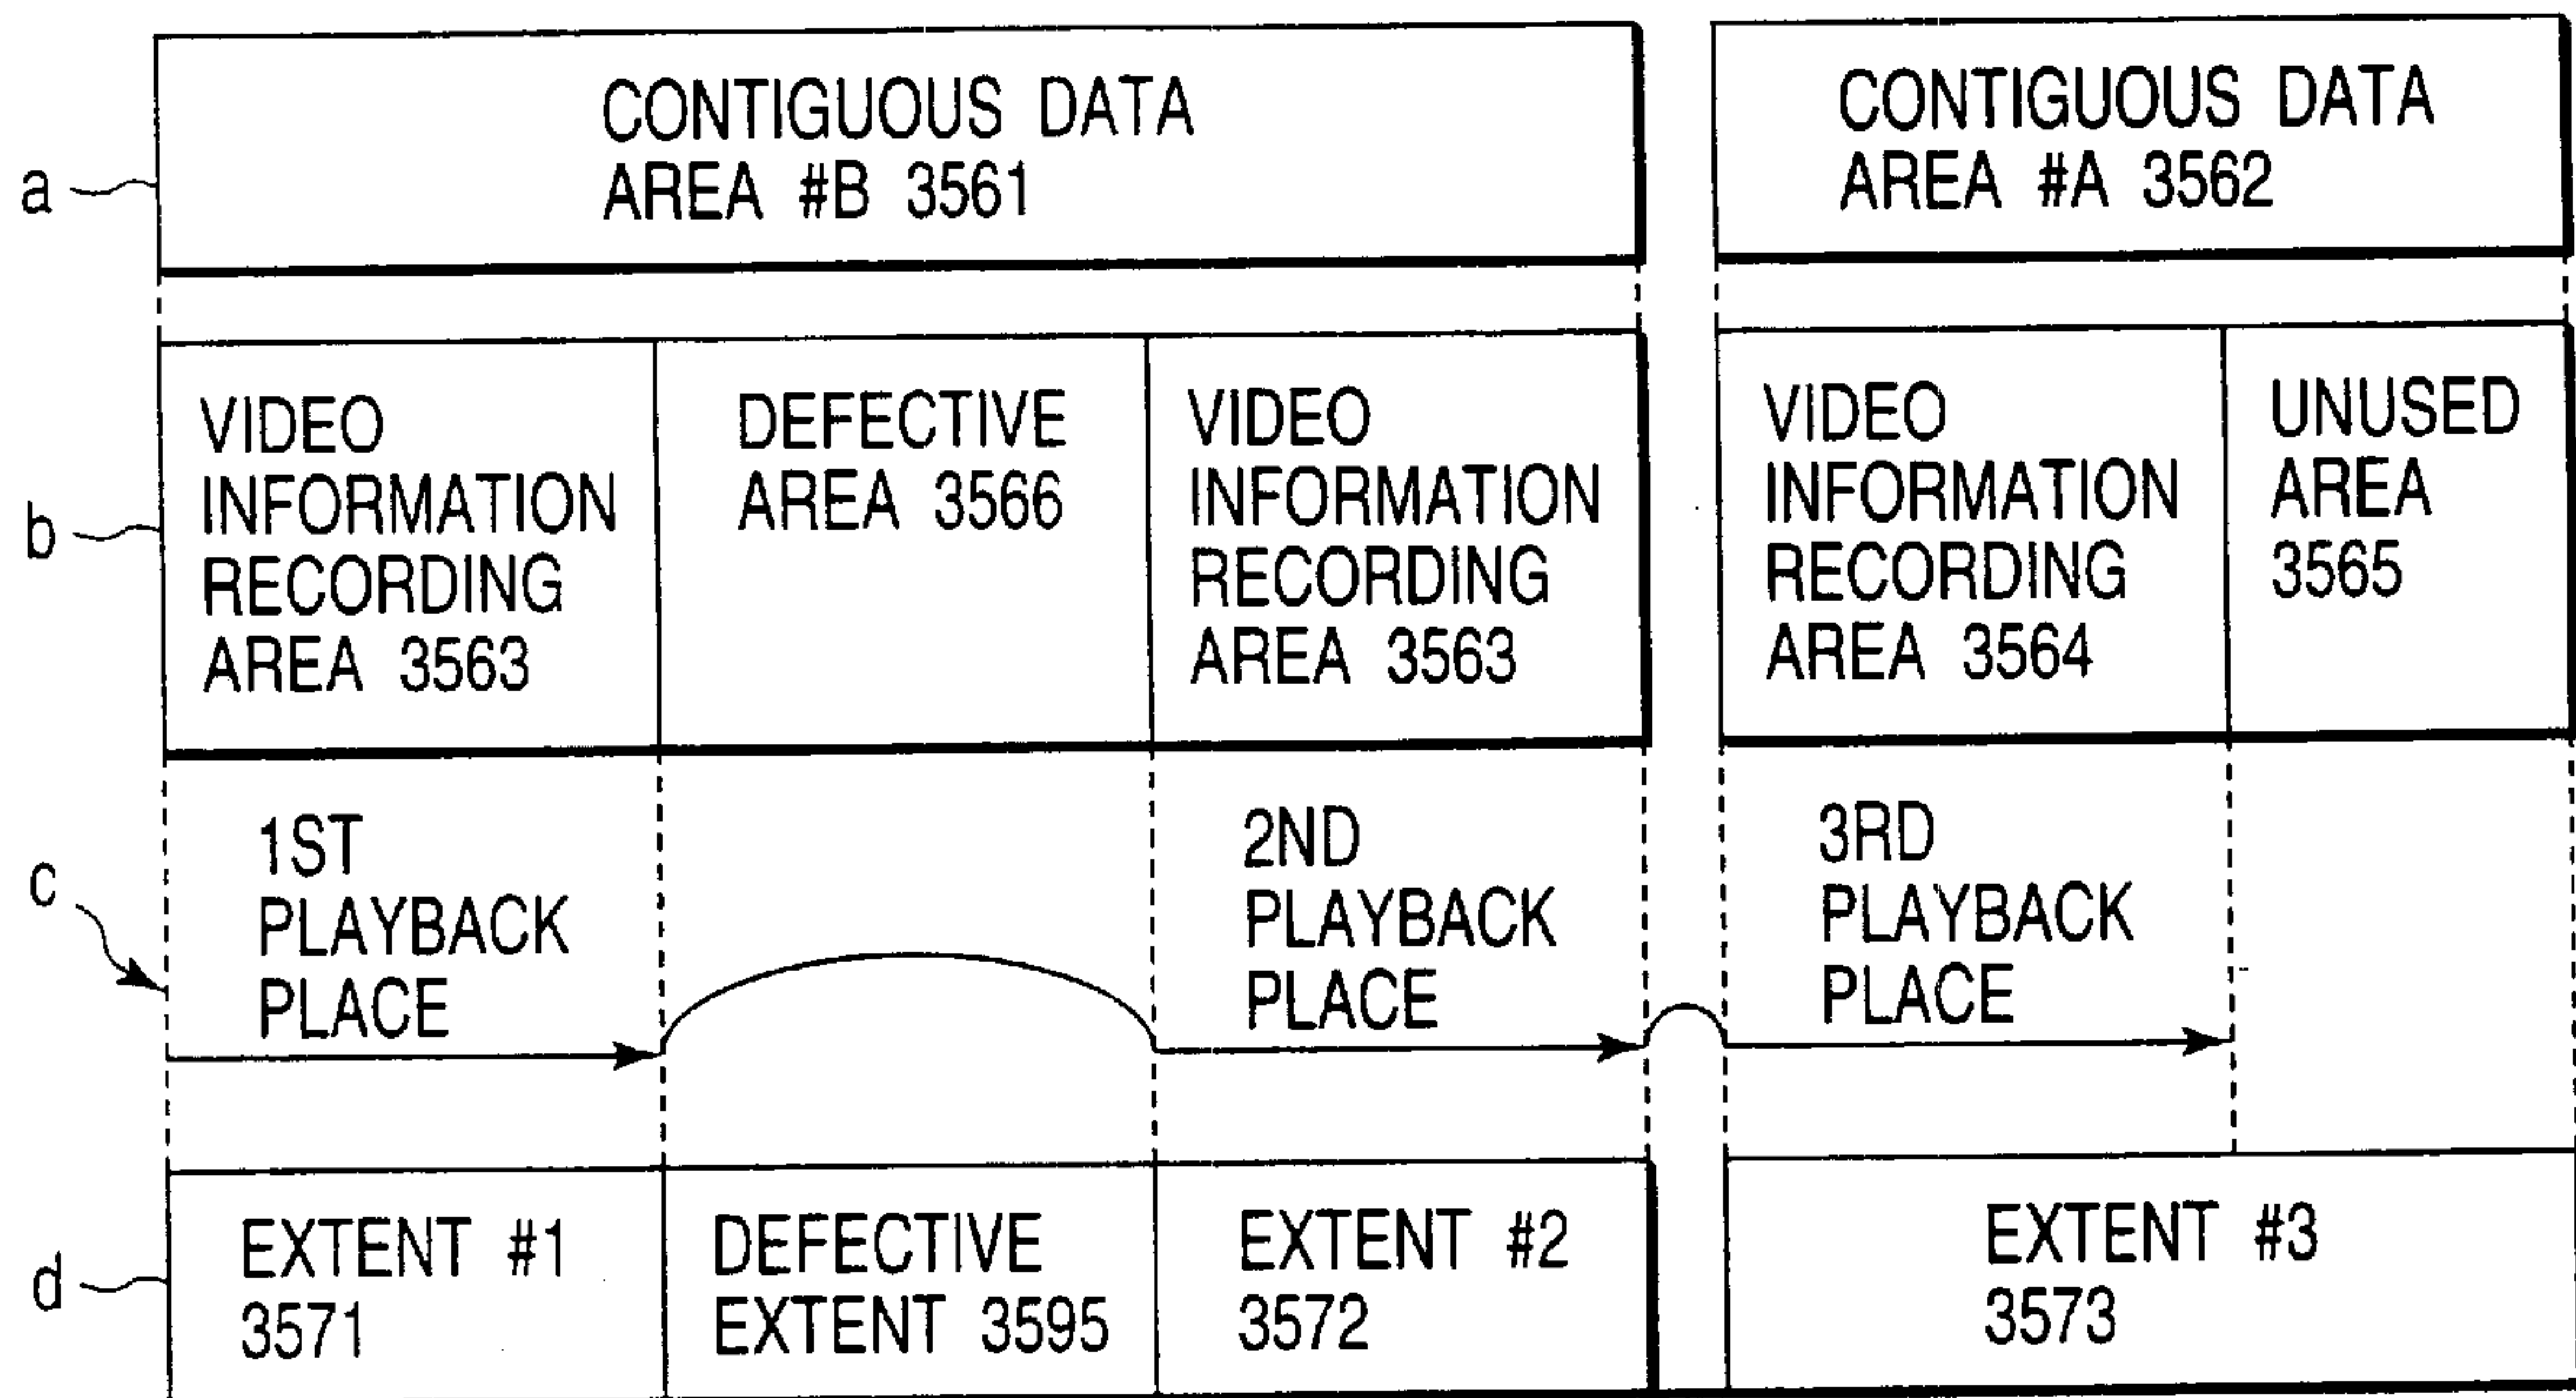 a
CONTIGUOUS DATA
AREA #B 3561
CONTIGUOUS DATA
AREA #A 3562
b
VIDEO
INFORMATION
RECORDING
AREA 3563
DEFECTIVE
AREA 3566
VIDEO
INFORMATION
RECORDING
AREA 3563
VIDEO
INFORMATION
RECORDING
AREA 3564
UNUSED
AREA
3565
c
1ST
PLAYBACK
PLACE
2ND
PLAYBACK
PLACE
3RD
PLAYBACK
PLACE
d
EXTENT #1
3571
DEFECTIVE
EXTENT 3595
EXTENT #2
3572
EXTENT #3
3573